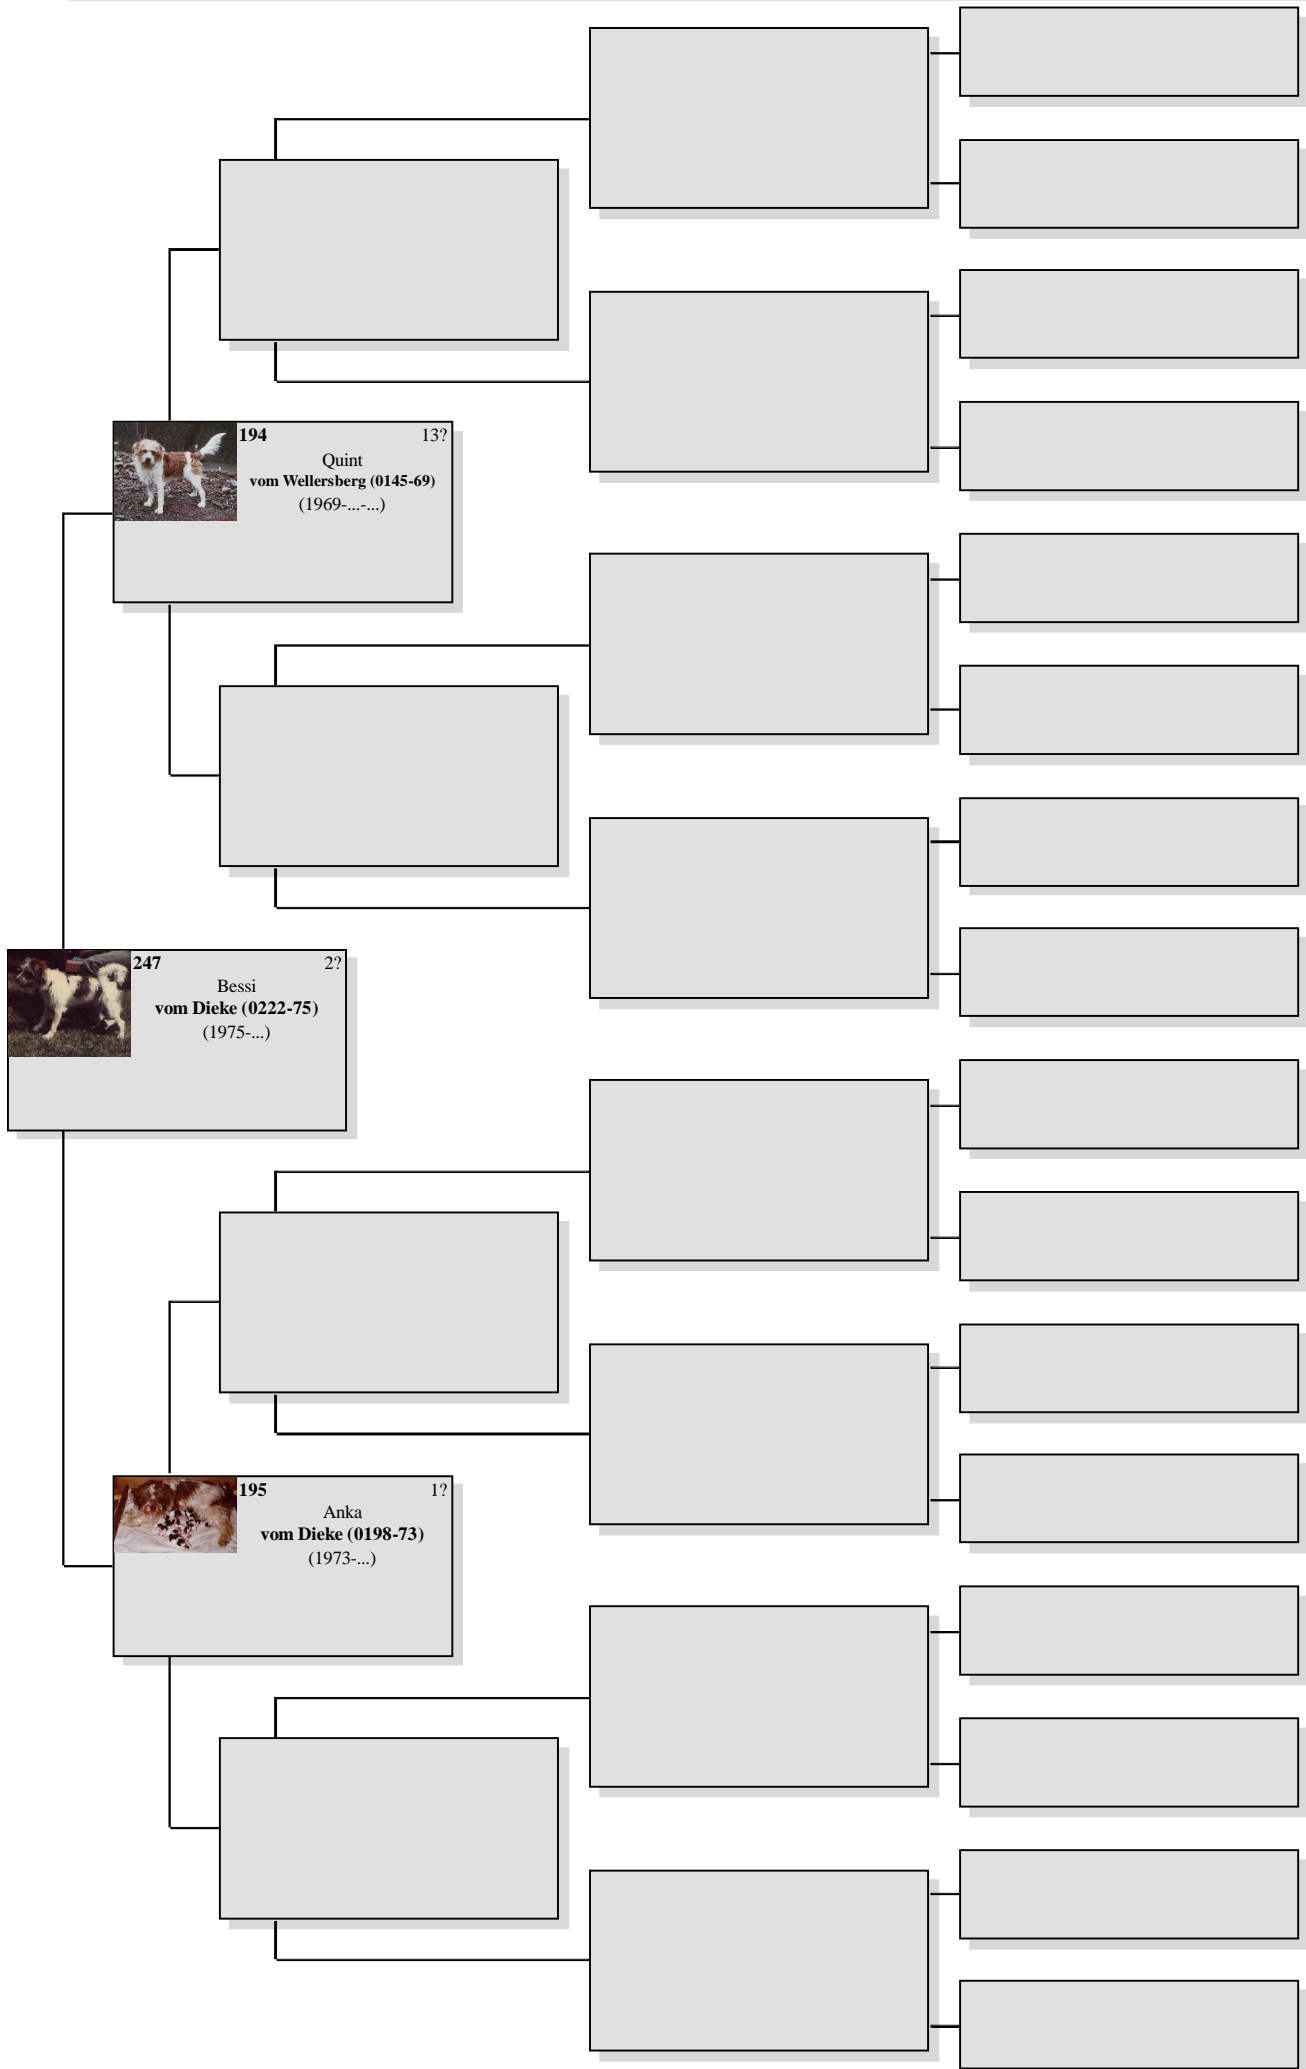 194 13?
Quint
vom Wellersberg (0145-69)
(1969-...-...)
247 2?
Bessi
vom Dieke (0222-75)
(1975-...)
195 1?
Anka
vom Dieke (0198-73)
(1973-...)